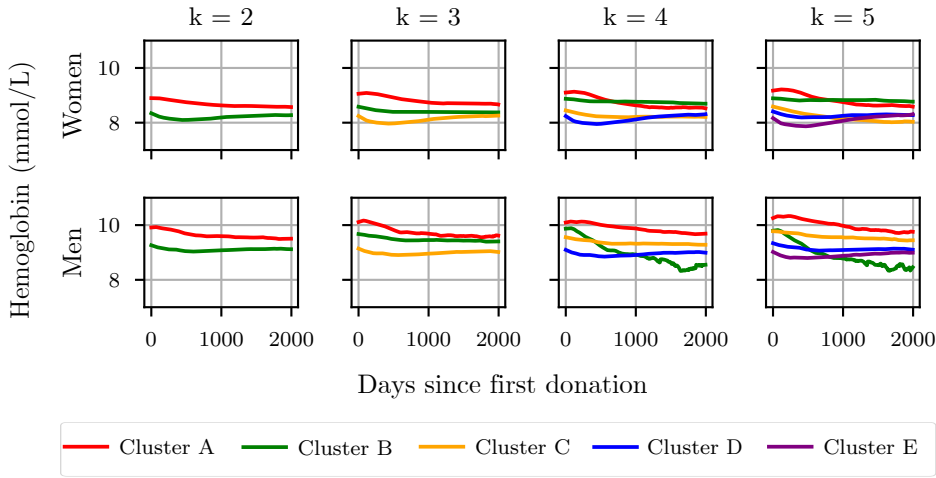 k = 2 k = 3 k = 4 k = 5
Hemoglobin (mmol/L)
Women
10
8
Men
10
8
0 1000 2000 0 1000 2000 0 1000 2000 0 1000 2000
Days since first donation
Cluster A Cluster B Cluster C Cluster D Cluster E